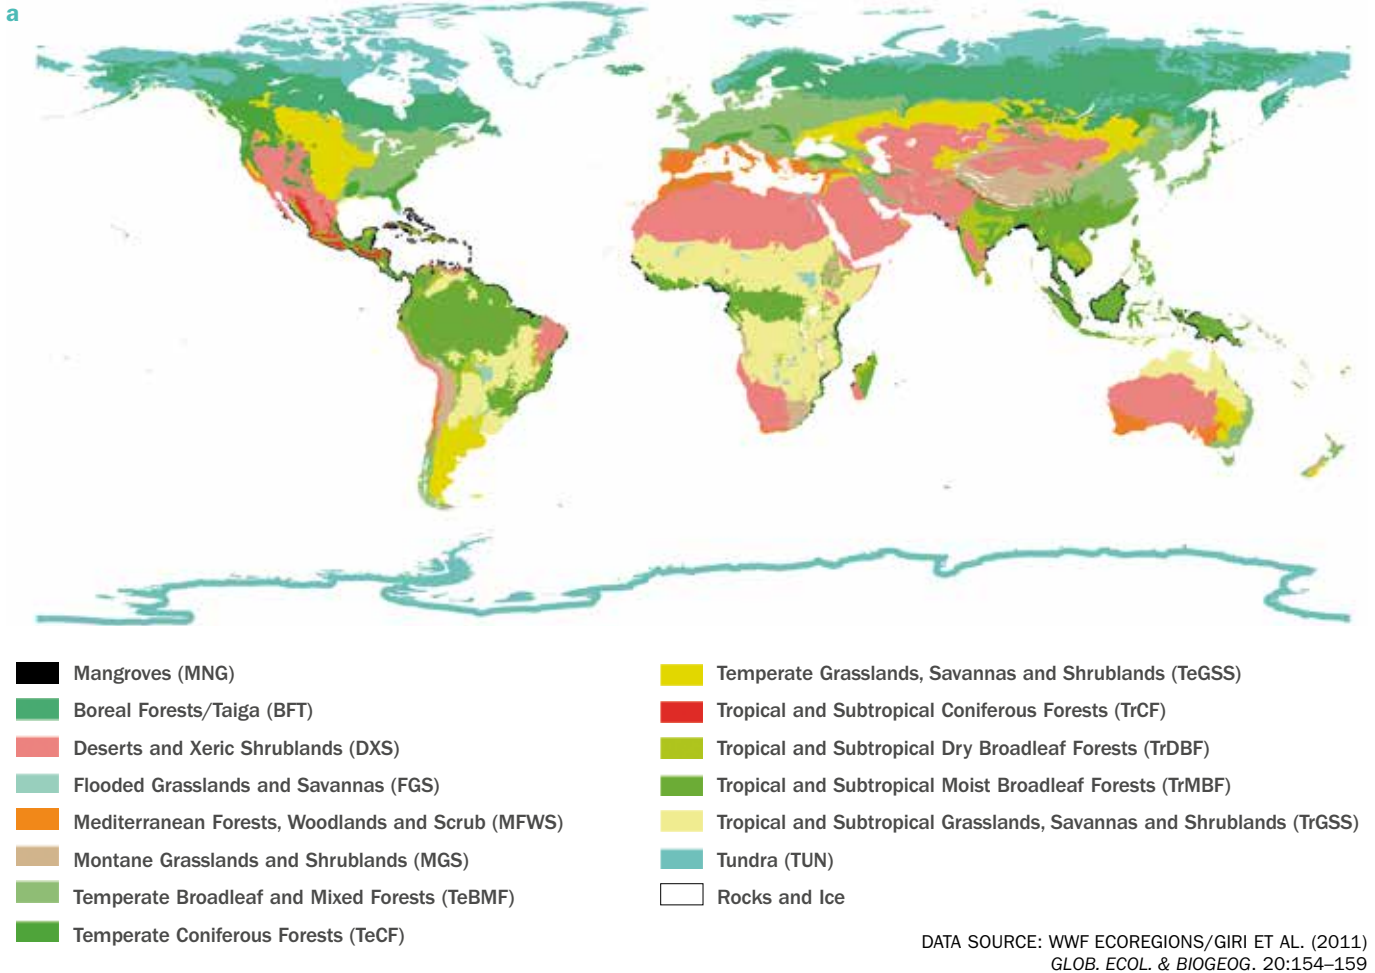 a
Mangroves (MNG)
Boreal Forests/Taiga (BFT)
Deserts and Xeric Shrublands (DXS)
Flooded Grasslands and Savannas (FGS)
Mediterranean Forests, Woodlands and Scrub (MFWS)
Montane Grasslands and Shrublands (MGS)
Temperate Broadleaf and Mixed Forests (TeBMF)
Temperate Coniferous Forests (TeCF)
Temperate Grasslands, Savannas and Shrublands (TeGSS)
Tropical and Subtropical Coniferous Forests (TrCF)
Tropical and Subtropical Dry Broadleaf Forests (TrDBF)
Tropical and Subtropical Moist Broadleaf Forests (TrMBF)
Tropical and Subtropical Grasslands, Savannas and Shrublands (TrGSS)
Tundra (TUN)
Rocks and Ice
DATA SOURCE: WWF ECOREGIONS/GIRI ET AL. (2011)
GLOB. ECOL. & BIOGEOG. 20:154–159